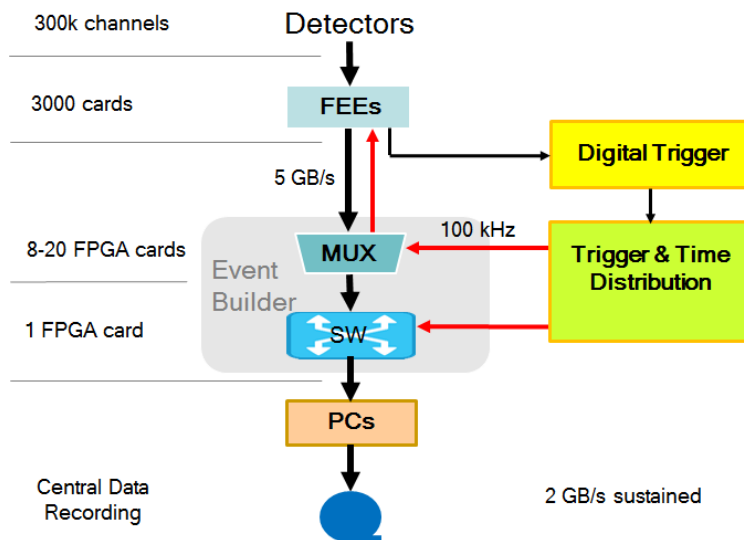 300k channels
Detectors
3000 cards
FEEs
Digital Trigger
5 GB/s
100 kHz
8-20 FPGA cards
MUX
Trigger & Time
Distribution
Event
Builder
1 FPGA card
SW
PCs
Central Data
Recording
2 GB/s sustained